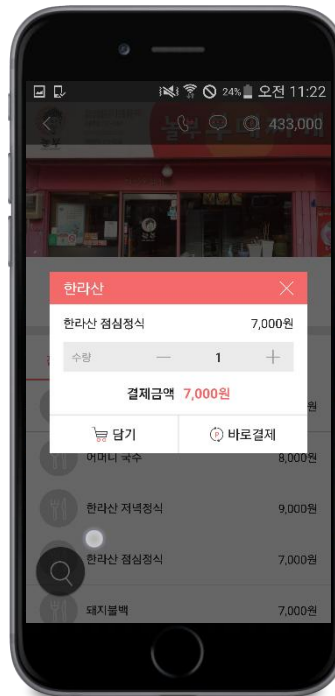 24% 오전 11:22
433,000
한라산
한라산 점심정식 7,000원
수량 — 1 +
결제금액 7,000원
담기 바로결제
어머니 국수 8,000원
한라산 저녁정식 9,000원
한라산 점심정식 7,000원
돼지불백 7,000원